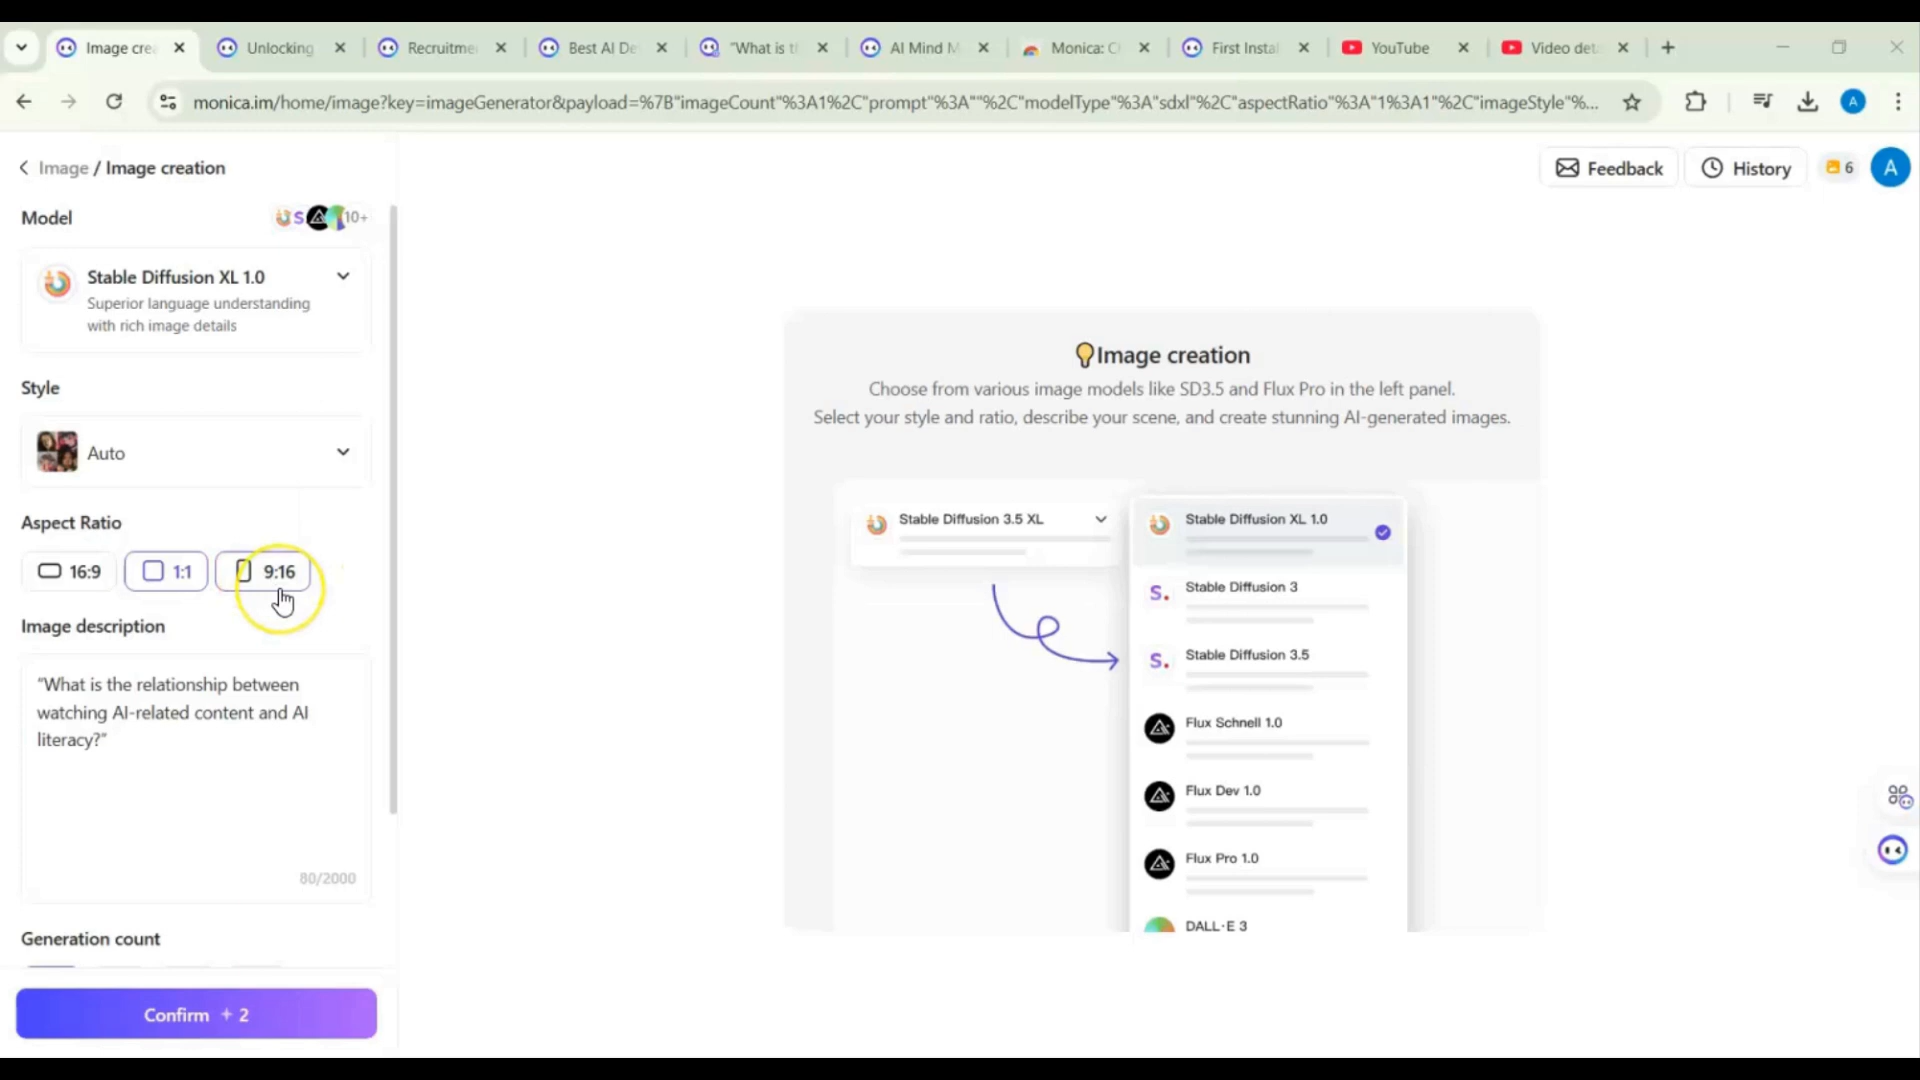 Image cre
Unlocking
Recruitme
Best AI De
"What is t
AI Mind M
Monica: C
First Instal
YouTube
Video det
monica.im/home/image?key=imageGenerator&payload=%7B"imageCount"%3A1%2C"prompt"%3A""%2C"modelType"%3A"sdxl"%2C"aspectRatio"%3A"1%3A1"%2C"imageStyle"%...
A
Image / Image creation
Feedback
History
6
A
Model
S
10+
Stable Diffusion XL 1.0
Superior language understanding
with rich image details
Style
Auto
Aspect Ratio
16:9
1:1
9:16
Image description
"What is the relationship between
watching AI-related content and AI
literacy?"
80/2000
Generation count
Confirm + 2
Image creation
Choose from various image models like SD3.5 and Flux Pro in the left panel.
Select your style and ratio, describe your scene, and create stunning AI-generated images.
Stable Diffusion 3.5 XL
Stable Diffusion XL 1.0
S. Stable Diffusion 3
S. Stable Diffusion 3.5
Flux Schnell 1.0
Flux Dev 1.0
Flux Pro 1.0
DALL·E 3